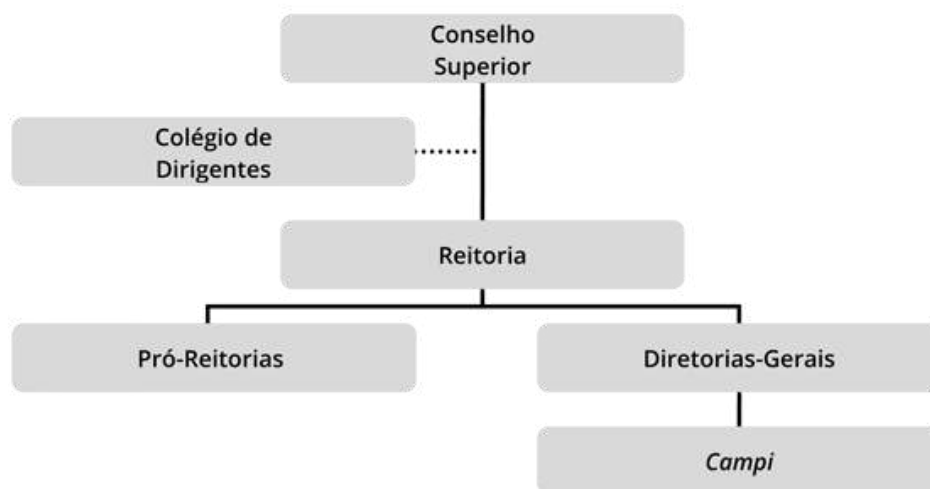 Conselho
Superior
Colégio de
Dirigentes
Reitoria
Pró-Reitorias
Diretorias-Gerais
Campi